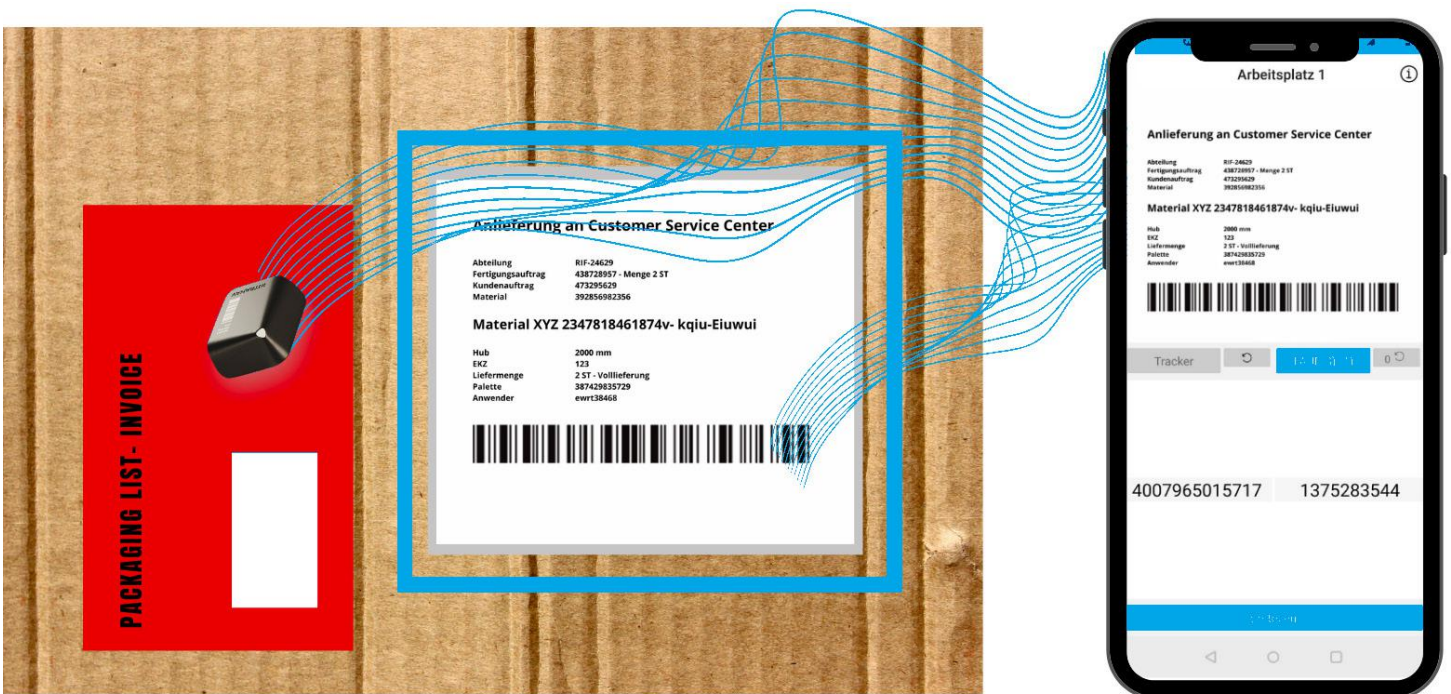 PACKAGING LIST- INVOICE
Anlieferung an Customer Service Center
Abteilung RIF-24629
Fertigungsauftrag 438728957 - Menge 2 ST
Kundenauftrag 473295629
Material 392856982356
Material XYZ 2347818461874v- kqiu-Eiuwui
Hub 2000 mm
EKZ 123
Liefermenge 2 ST - Volllieferung
Palette 387429835729
Anwender ewrt38468
Arbeitsplatz 1
Anlieferung an Customer Service Center
Abteilung RIF-24629
Fertigungsauftrag 438728957 - Menge 2 ST
Kundenauftrag 473295629
Material 392856982356
Material XYZ 2347818461874v- kqiu-Eiuwui
Hub 2000 mm
EKZ 123
Liefermenge 2 ST - Volllieferung
Palette 387429835729
Anwender ewrt38468
Tracker 0
4007965015717 1375283544